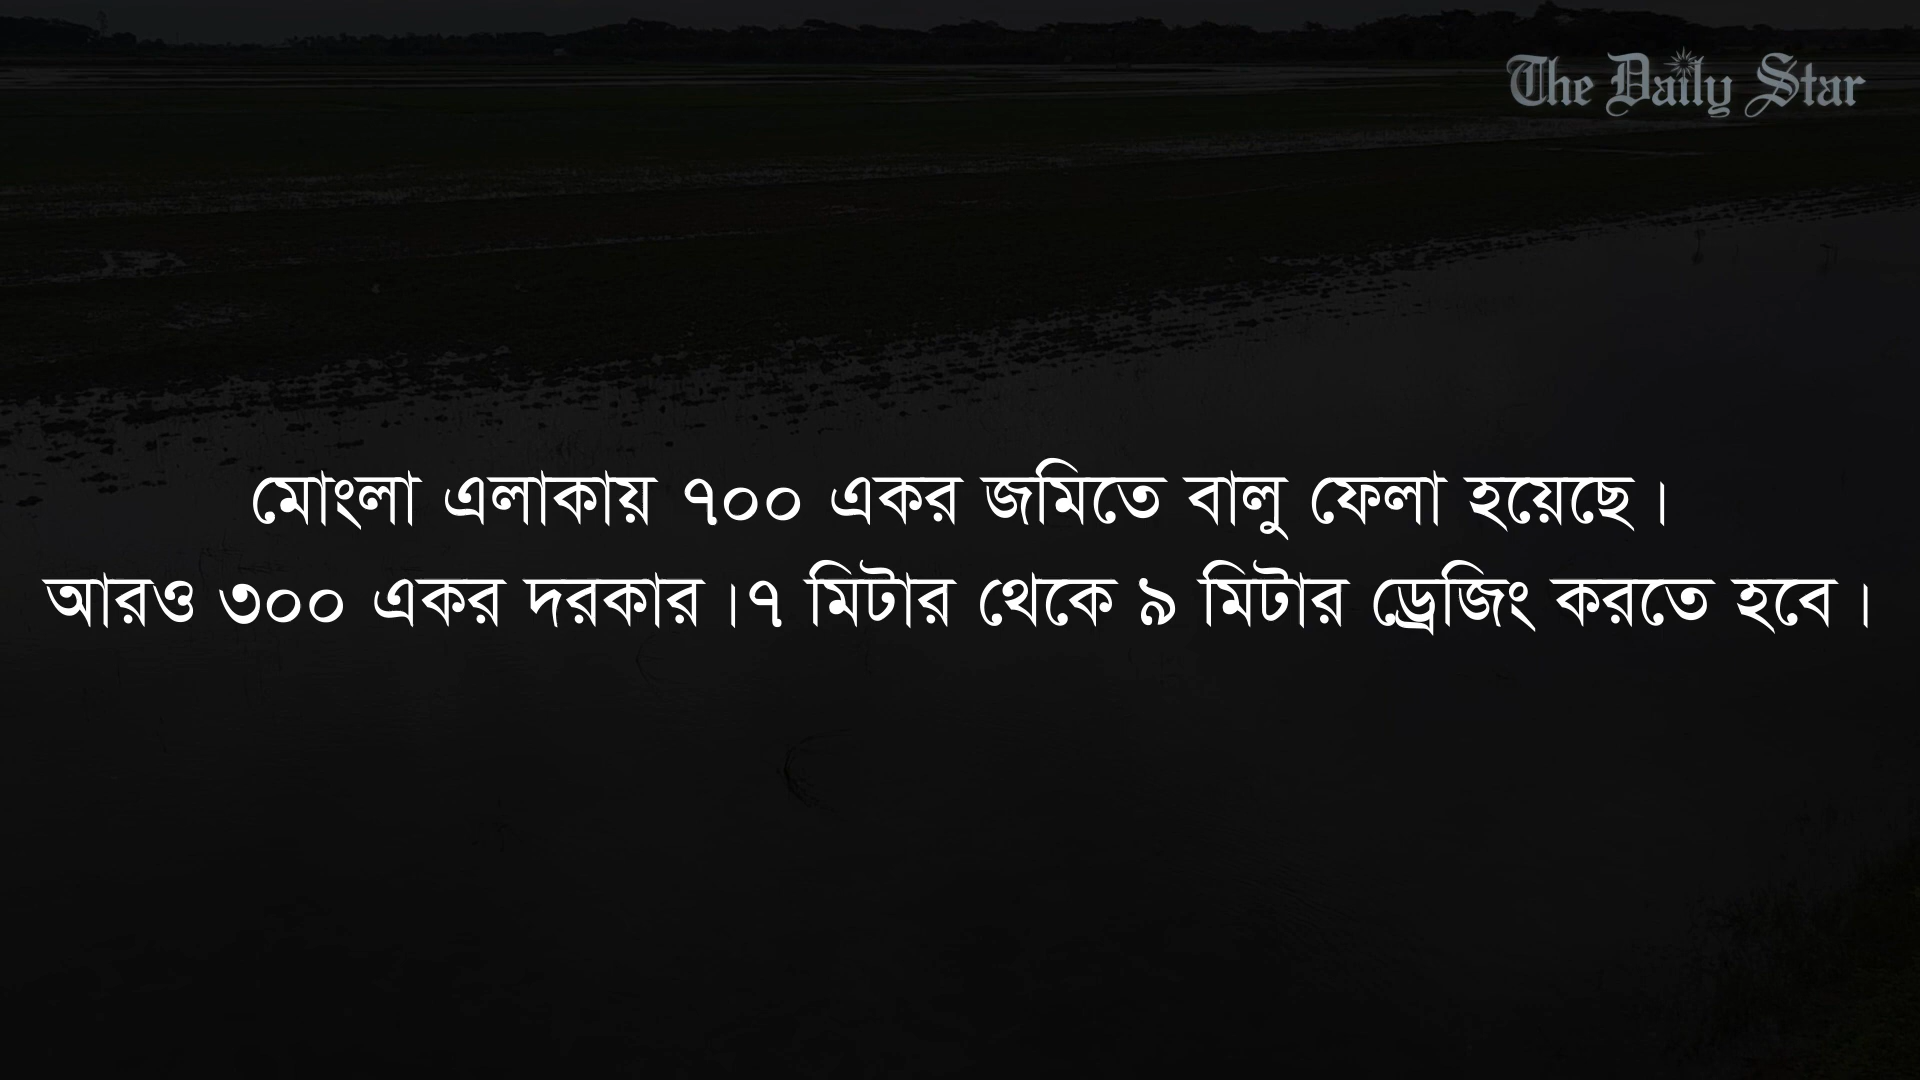 The Daily Star
মোংলা এলাকায় ৭০০ একর জমিতে বালু ফেলা হয়েছে।
আরও ৩০০ একর দরকার।৭ মিটার থেকে ৯ মিটার ড্রেজিং করতে হবে।